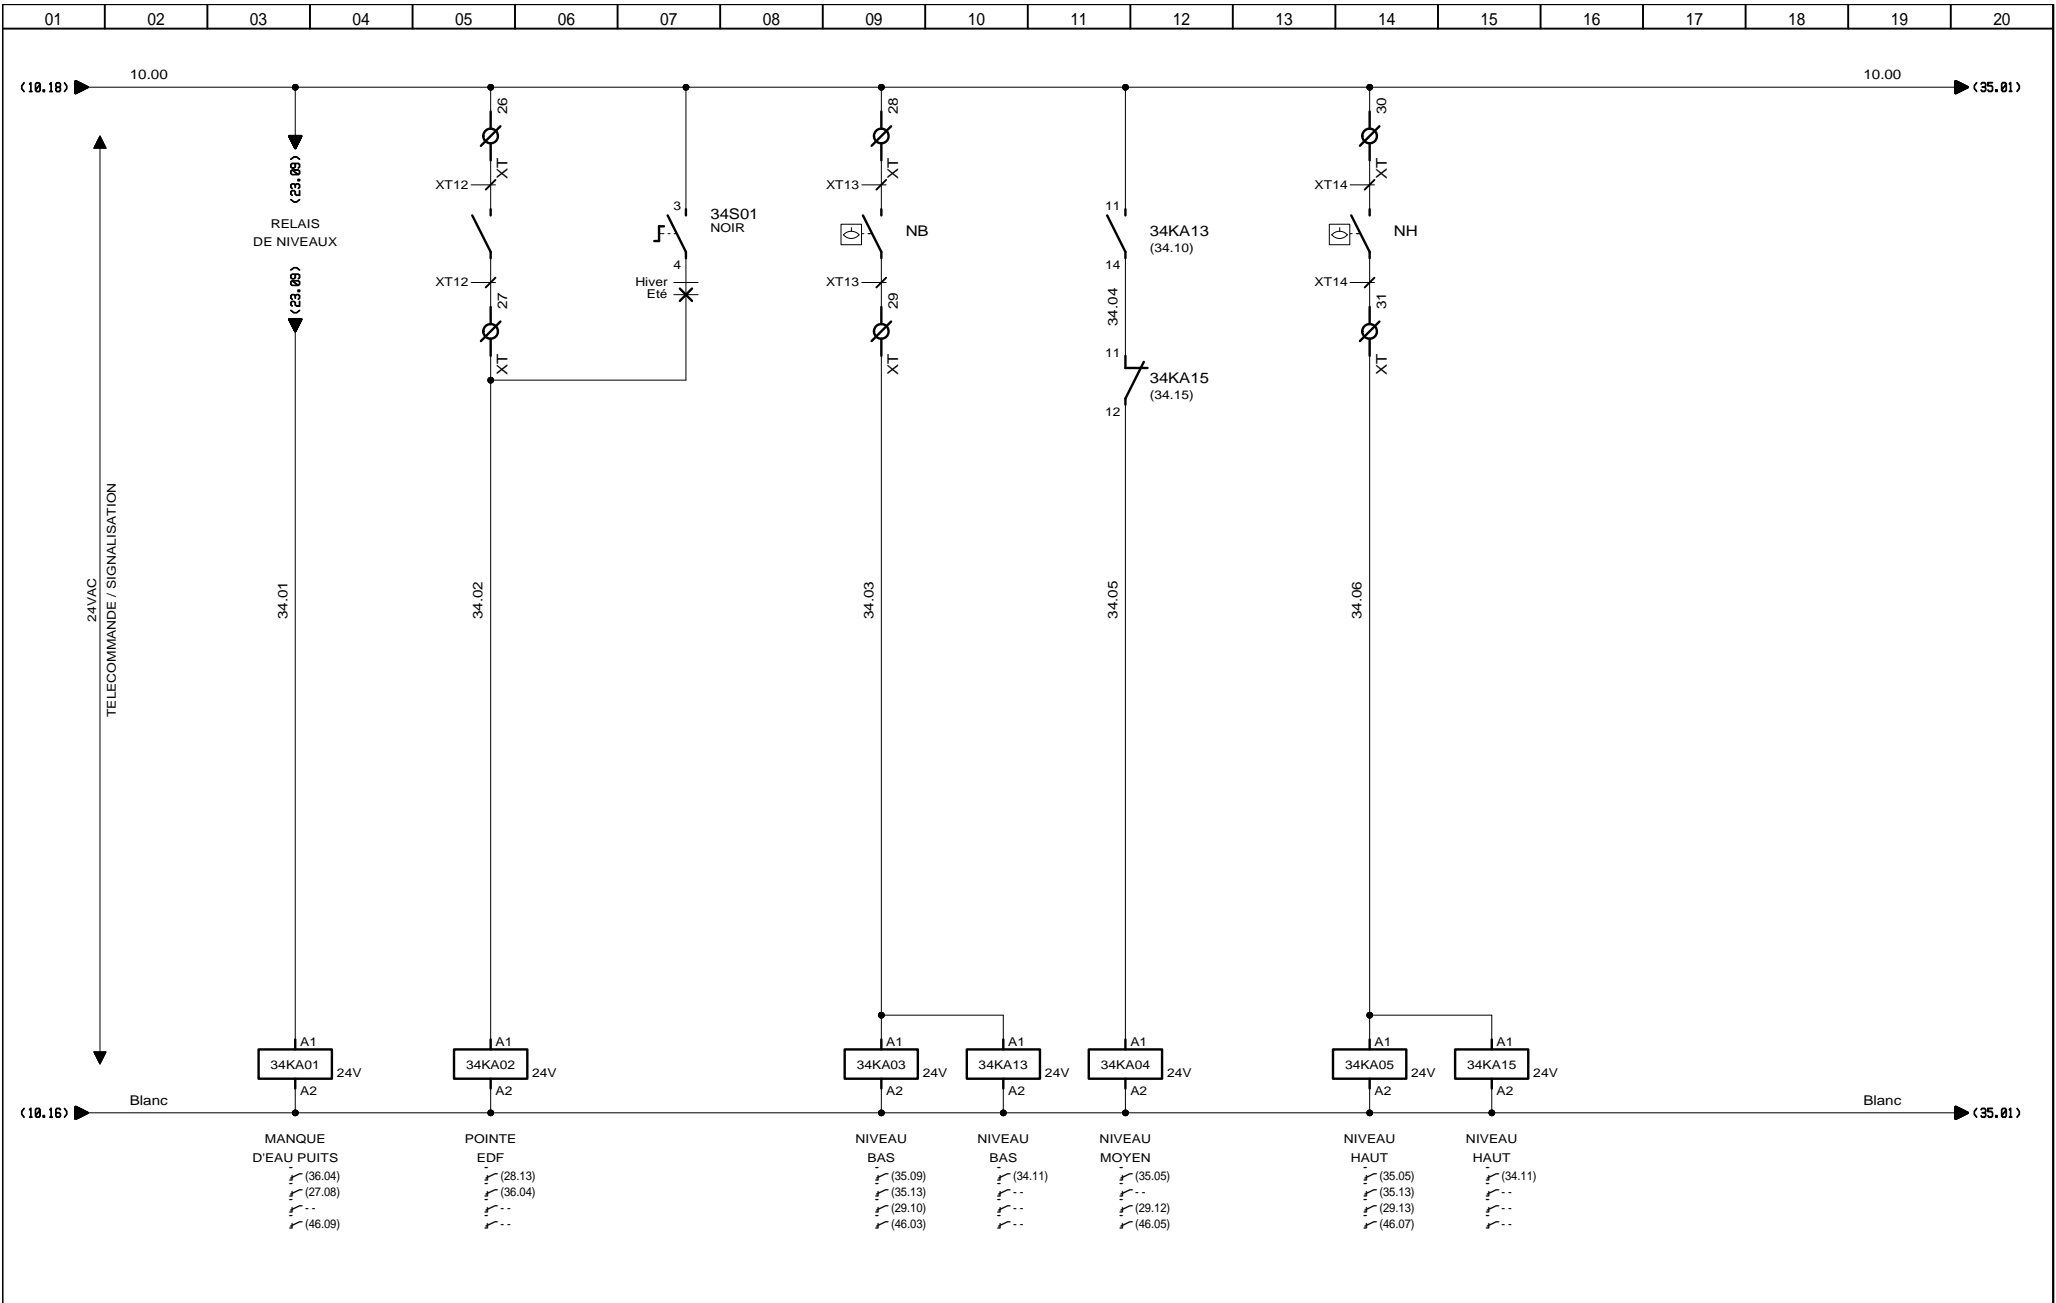 01 02 03 04 05 06 07 08 09 10 11 12 13 14 15 16 17 18 19 20
10.00
10.00
(10.18)
(35.01)
24VAC
TELECOMMANDE / SIGNALISATION
(23.09)
RELAIS
DE NIVEAUX
(23.09)
34.01
26
XT
XT12
XT12
27
XT
34.02
3
34S01
NOIR
4
Hiver
Eté
28
XT
XT13
NB
XT13
29
XT
34.03
11
34KA13
(34.10)
14
34.04
11
34KA15
(34.15)
12
34.05
30
XT
XT14
NH
XT14
31
XT
34.06
A1
34KA01
24V
A2
A1
34KA02
24V
A2
A1
34KA03
24V
A2
A1
34KA13
24V
A2
A1
34KA04
24V
A2
A1
34KA05
24V
A2
A1
34KA15
24V
A2
Blanc
Blanc
(10.16)
(35.01)
MANQUE
D'EAU PUITS
(36.04)
(27.08)
--
(46.09)
POINTE
EDF
(28.13)
(36.04)
--
--
NIVEAU
BAS
(35.09)
(35.13)
(29.10)
(46.03)
NIVEAU
BAS
(34.11)
--
--
--
NIVEAU
MOYEN
(35.05)
--
(29.12)
(46.05)
NIVEAU
HAUT
(35.05)
(35.13)
(29.13)
(46.07)
NIVEAU
HAUT
(34.11)
--
--
--